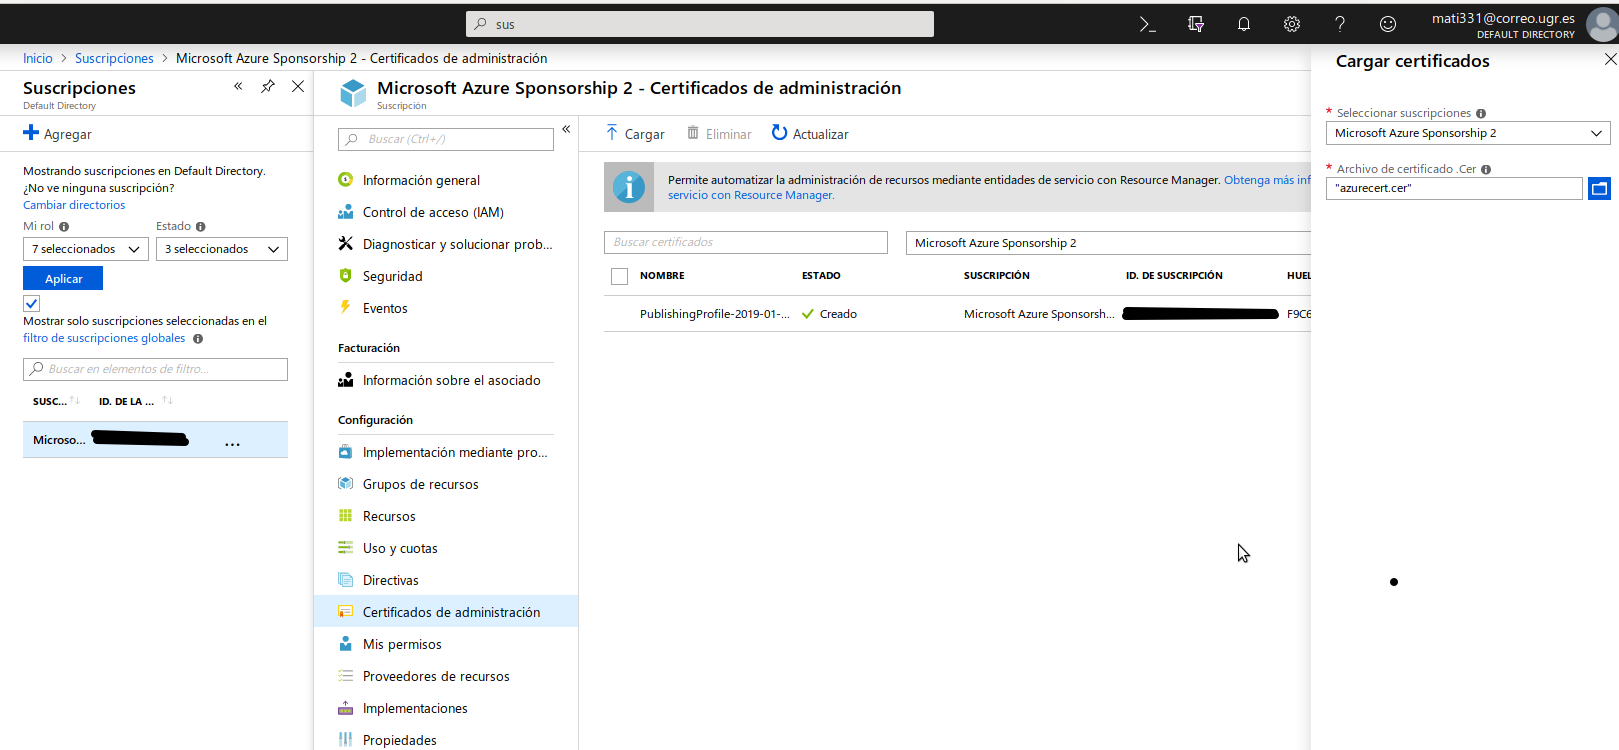 sus
mati331@correo.ugr.es
DEFAULT DIRECTORY
Inicio > Suscripciones > Microsoft Azure Sponsorship 2 - Certificados de administración
Suscripciones
Default Directory
Agregar
Mostrando suscripciones en Default Directory.
¿No ve ninguna suscripción?
Cambiar directorios
Mi rol
Estado
7 seleccionados
3 seleccionados
Aplicar
Mostrar solo suscripciones seleccionadas en el
filtro de suscripciones globales
Buscar en elementos de filtro...
SUSC...
ID. DE LA ...
Microso...
...
Microsoft Azure Sponsorship 2 - Certificados de administración
Suscripción
Buscar (Ctrl+/)
Información general
Control de acceso (IAM)
Diagnosticar y solucionar prob...
Seguridad
Eventos
Facturación
Información sobre el asociado
Configuración
Implementación mediante pro...
Grupos de recursos
Recursos
Uso y cuotas
Directivas
Certificados de administración
Mis permisos
Proveedores de recursos
Implementaciones
Propiedades
Cargar
Eliminar
Actualizar
Permite automatizar la administración de recursos mediante entidades de servicio con Resource Manager. Obtenga más inf
servicio con Resource Manager.
Buscar certificados
Microsoft Azure Sponsorship 2
NOMBRE
ESTADO
SUSCRIPCIÓN
ID. DE SUSCRIPCIÓN
HUEL
PublishingProfile-2019-01-...
Creado
Microsoft Azure Sponsorsh...
F9C6
Cargar certificados
* Seleccionar suscripciones
Microsoft Azure Sponsorship 2
* Archivo de certificado .Cer
"azurecert.cer"